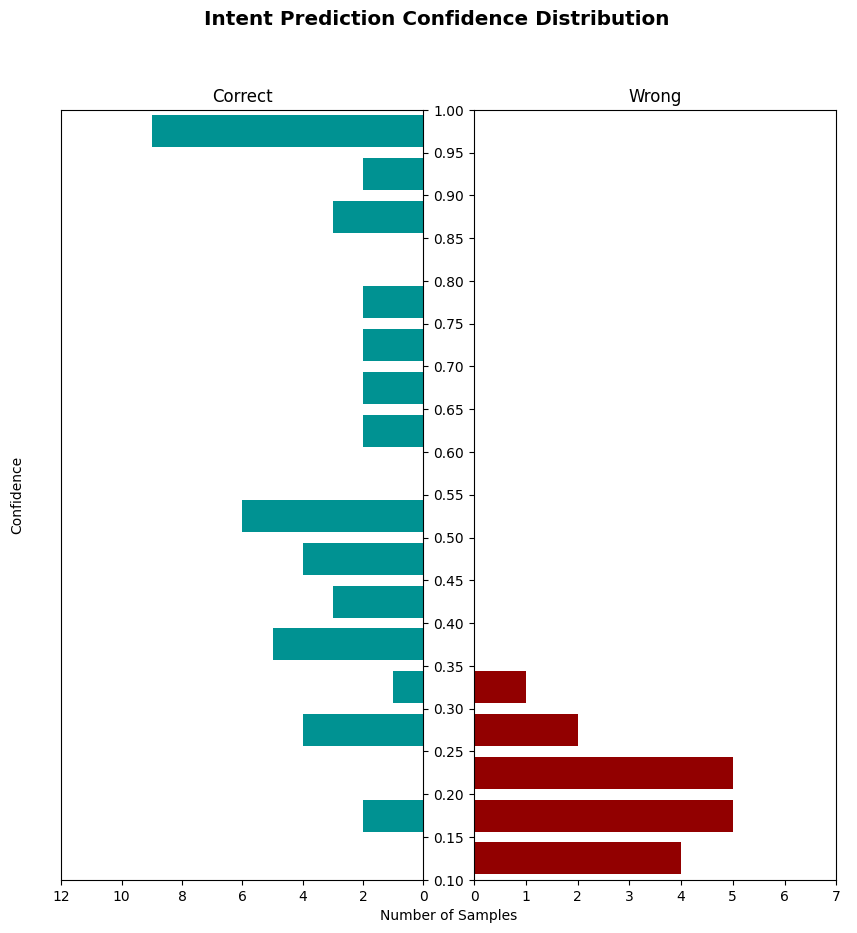 Intent Prediction Confidence Distribution
Correct
Wrong
1.00
0.95
0.90
0.85
0.80
0.75
0.70
0.65
0.60
0.55
0.50
0.45
0.40
0.35
0.30
0.25
0.20
0.15
0.10
Confidence
12 10 8 6 4 2 0
0 1 2 3 4 5 6 7
Number of Samples